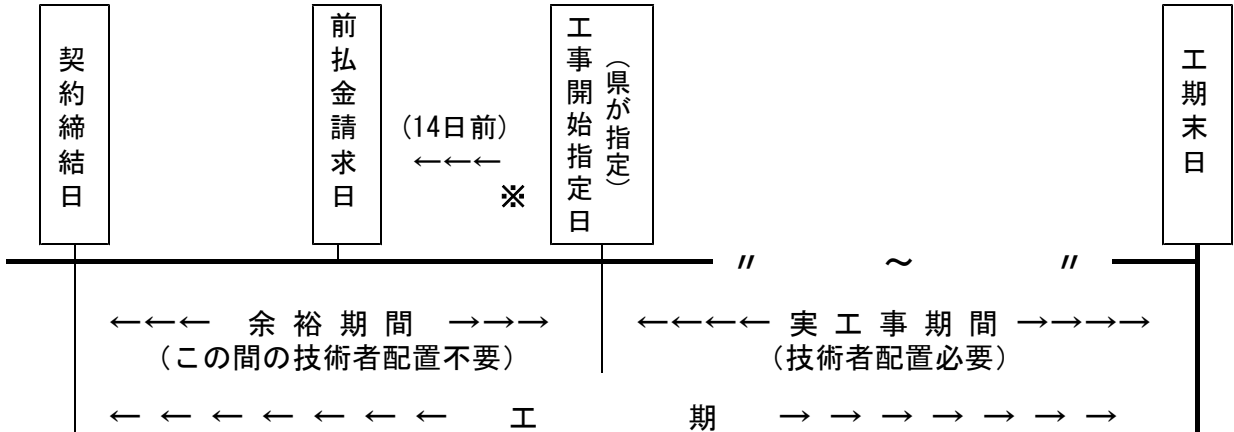 契約締結日
前払金請求日
(14日前)
←←←
※
工事開始指定日
（県が指定）
工期末日
〃 ～ 〃
←←← 余裕期間 →→→
（この間の技術者配置不要）
←←←← 実工事期間 →→→→
（技術者配置必要）
← ← ← ← ← ← ← 工 期 → → → → → → →